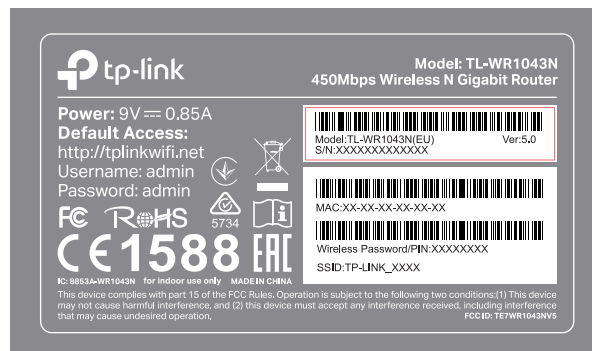 tp-link
Model: TL-WR1043N
450Mbps Wireless N Gigabit Router
Power: 9V⎓0.85A
Default Access:
http://tplinkwifi.net
Username: admin
Password: admin
Model:TL-WR1043N(EU) Ver:5.0
S/N:XXXXXXXXXXXXX
MAC:XX-XX-XX-XX-XX-XX
Wireless Password/PIN:XXXXXXXX
SSID:TP-LINK_XXXX
FC RoHS 5734
CE1588 EAC
IC: 8853A-WR1043N for indoor use only MADE IN CHINA
This device complies with part 15 of the FCC Rules. Operation is subject to the following two conditions:(1) This device
may not cause harmful interference, and (2) this device must accept any interference received, including interference
that may cause undesired operation. FCC ID: TE7WR1043NV5